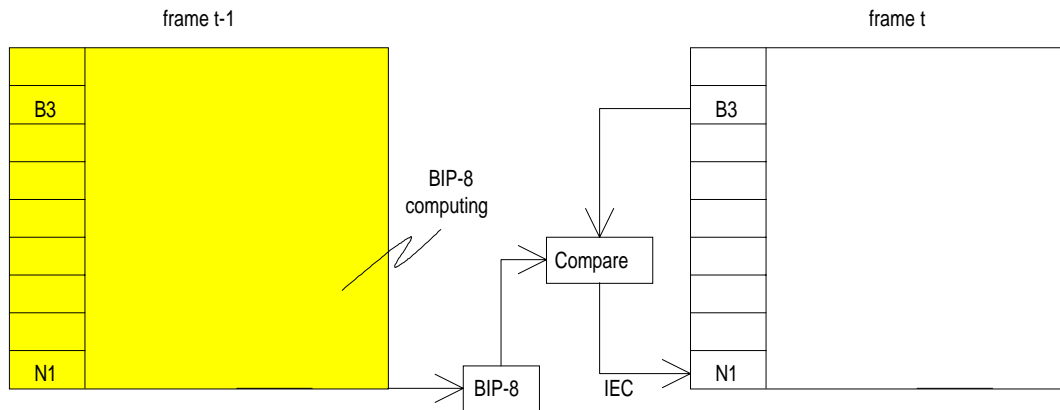 frame t-1
frame t
B3
B3
BIP-8
computing
Compare
N1
BIP-8
IEC
N1